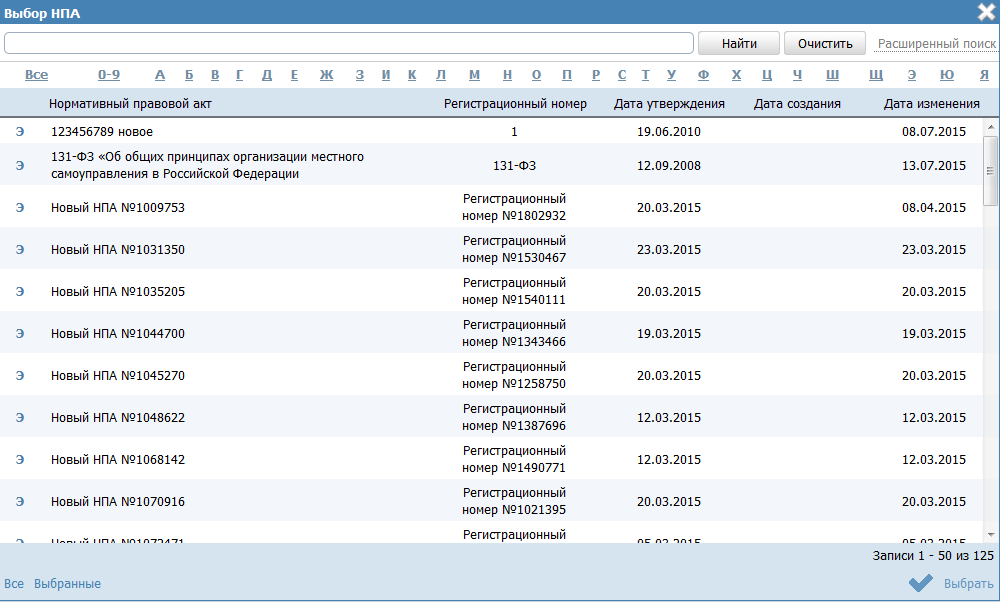 Выбор НПА
Найти Очистить Расширенный поиск
Все 0-9 А Б В Г Д Е Ж З И К Л М Н О П Р С Т У Ф Х Ц Ч Ш Щ Э Ю Я
Нормативный правовой акт Регистрационный номер Дата утверждения Дата создания Дата изменения
Э 123456789 новое 1 19.06.2010 08.07.2015
Э 131-ФЗ «Об общих принципах организации местного
самоуправления в Российской Федерации 131-ФЗ 12.09.2008 13.07.2015
Э Новый НПА №1009753 Регистрационный
номер №1802932 20.03.2015 08.04.2015
Э Новый НПА №1031350 Регистрационный
номер №1530467 23.03.2015 23.03.2015
Э Новый НПА №1035205 Регистрационный
номер №1540111 20.03.2015 20.03.2015
Э Новый НПА №1044700 Регистрационный
номер №1343466 19.03.2015 19.03.2015
Э Новый НПА №1045270 Регистрационный
номер №1258750 20.03.2015 20.03.2015
Э Новый НПА №1048622 Регистрационный
номер №1387696 12.03.2015 12.03.2015
Э Новый НПА №1068142 Регистрационный
номер №1490771 12.03.2015 12.03.2015
Э Новый НПА №1070916 Регистрационный
номер №1021395 20.03.2015 20.03.2015
Регистрационный
Записи 1 - 50 из 125
Все Выбранные Выбрать